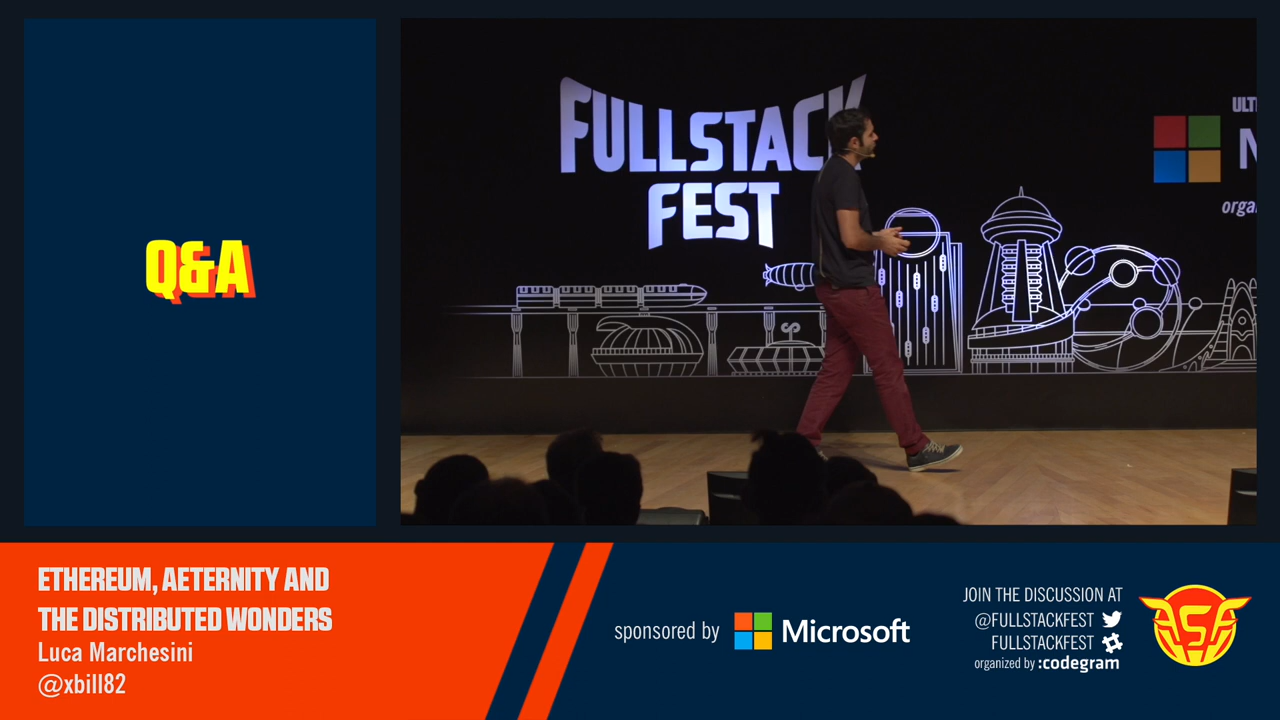 Q&A
FULLSTACK
FEST
ETHEREUM, AETERNITY AND
THE DISTRIBUTED WONDERS
Luca Marchesini
@xbill82
sponsored by Microsoft
JOIN THE DISCUSSION AT
@FULLSTACKFEST
FULLSTACKFEST
organized by :codegram
FSF